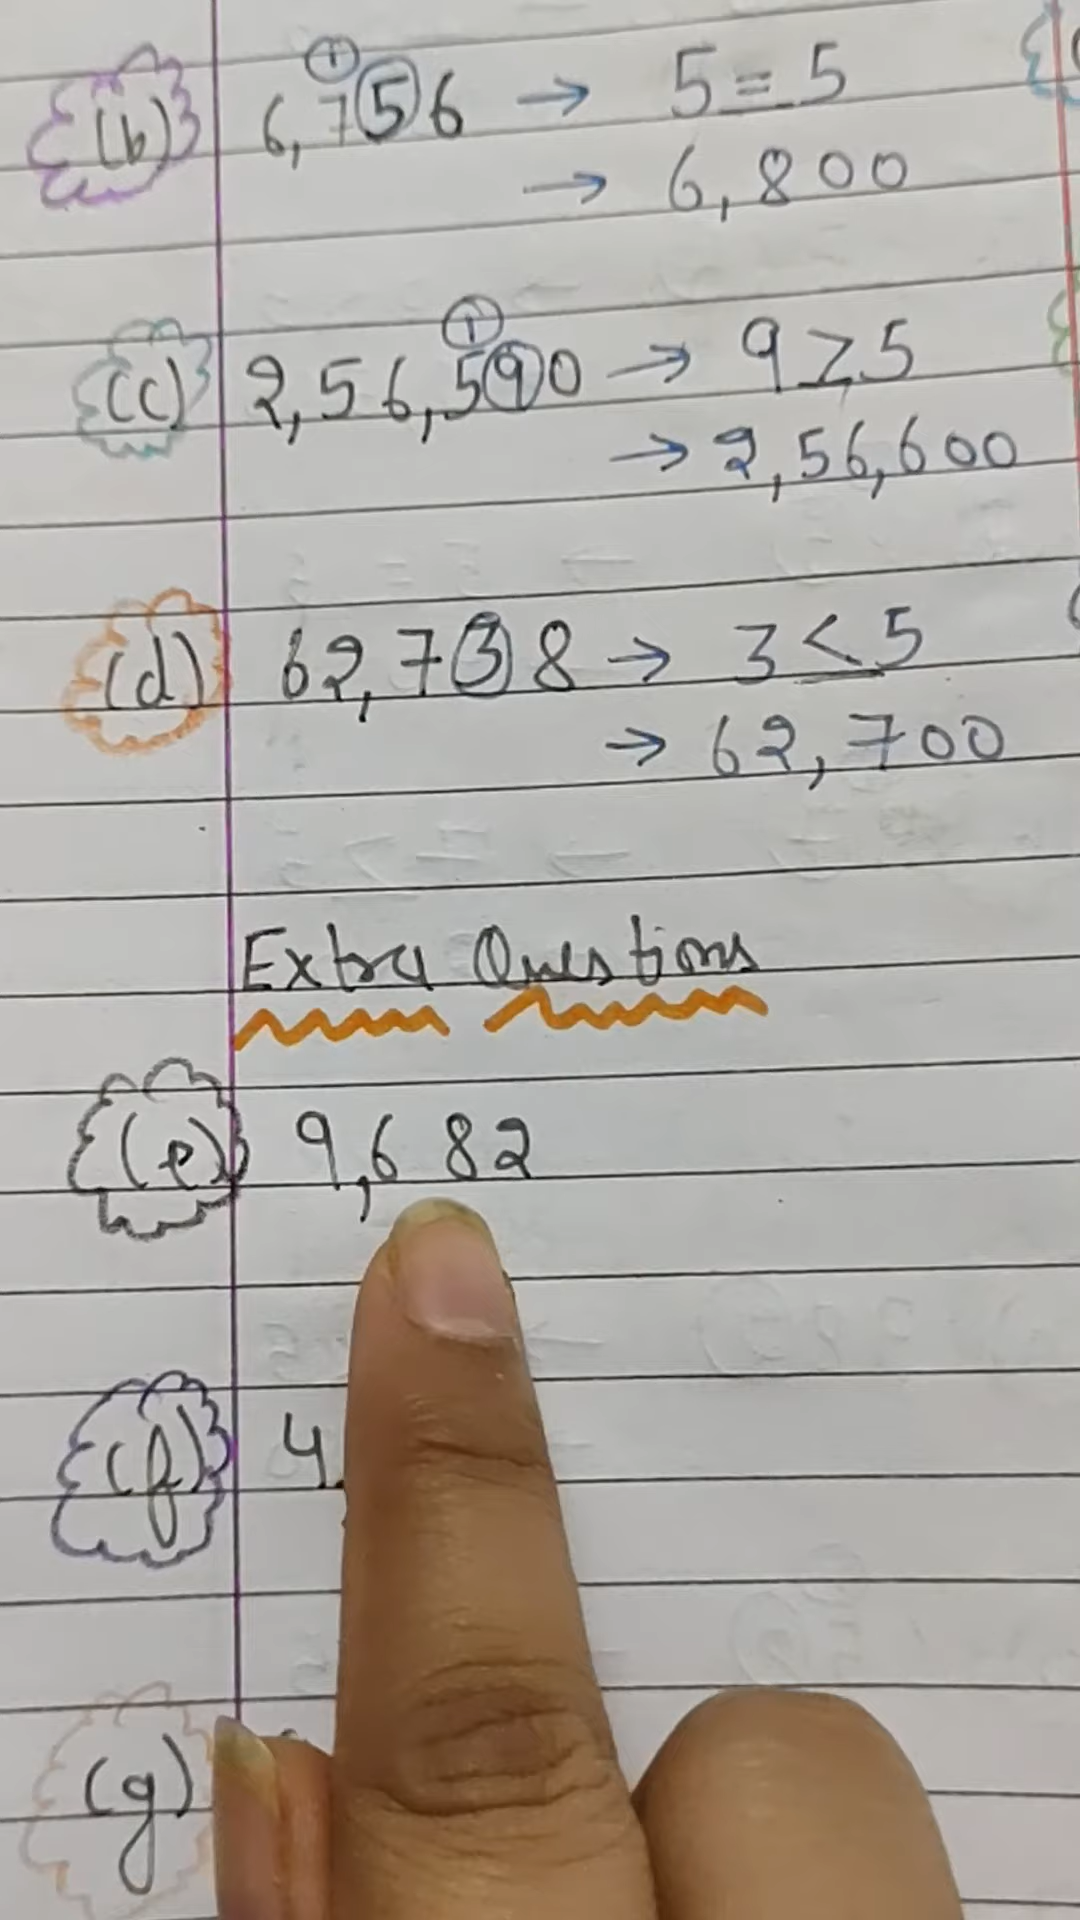 (b) 6,756 → 5 = 5
→ 6,800
(c) 2,56,590 → 9 > 5
→ 2,56,600
(d) 62,738 → 3 < 5
→ 62,700
Extra Questions
(e) 9,682
(f) 4
(g)